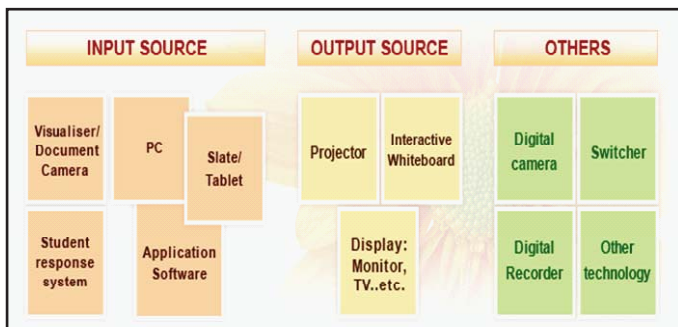 INPUT SOURCE
OUTPUT SOURCE
OTHERS
Visualiser/
Document
Camera
PC
Slate/
Tablet
Student
response
system
Application
Software
Projector
Interactive
Whiteboard
Display:
Monitor,
TV..etc.
Digital
camera
Switcher
Digital
Recorder
Other
technology